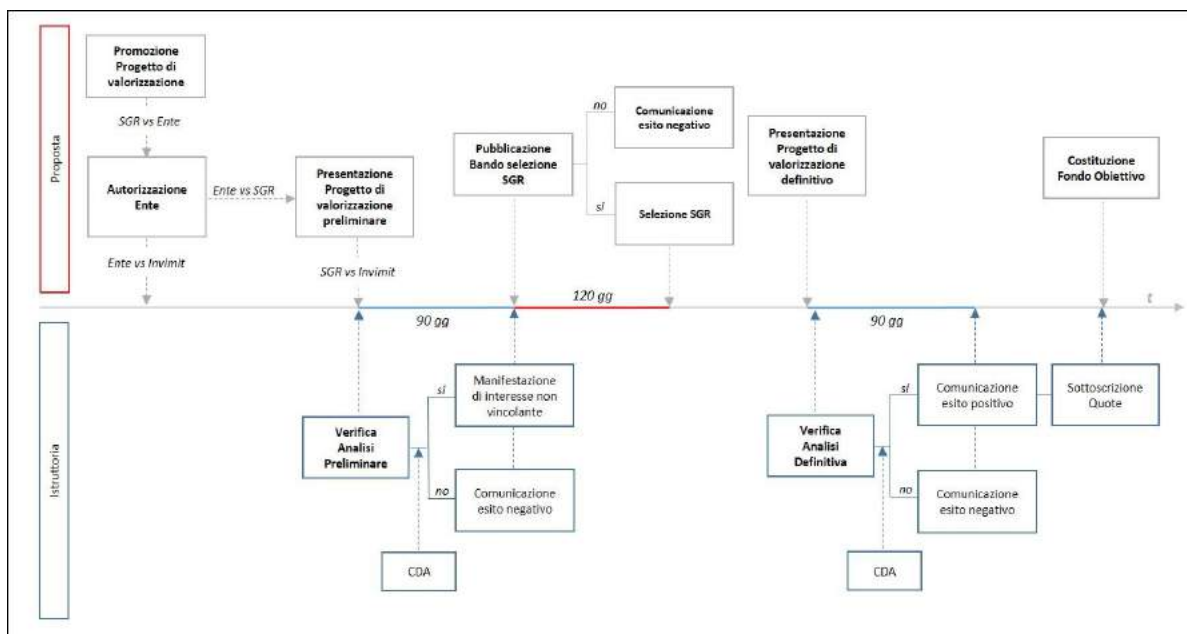 Proposta
Promozione
Progetto di
valorizzazione
SGR vs Ente
Autorizzazione
Ente
Ente vs SGR
Ente vs Invimit
Presentazione
Progetto di
valorizzazione
preliminare
SGR vs Invimit
Pubblicazione
Bando selezione
SGR
no
Comunicazione
esito negativo
si
Selezione SGR
Presentazione
Progetto di
valorizzazione
definitivo
Costituzione
Fondo Obiettivo
120 gg
t
90 gg
90 gg
Istruttoria
Verifica
Analisi
Preliminare
si
Manifestazione
di interesse non
vincolante
no
Comunicazione
esito negativo
CDA
Verifica
Analisi
Definitiva
si
Comunicazione
esito positivo
Sottoscrizione
Quote
no
Comunicazione
esito negativo
CDA